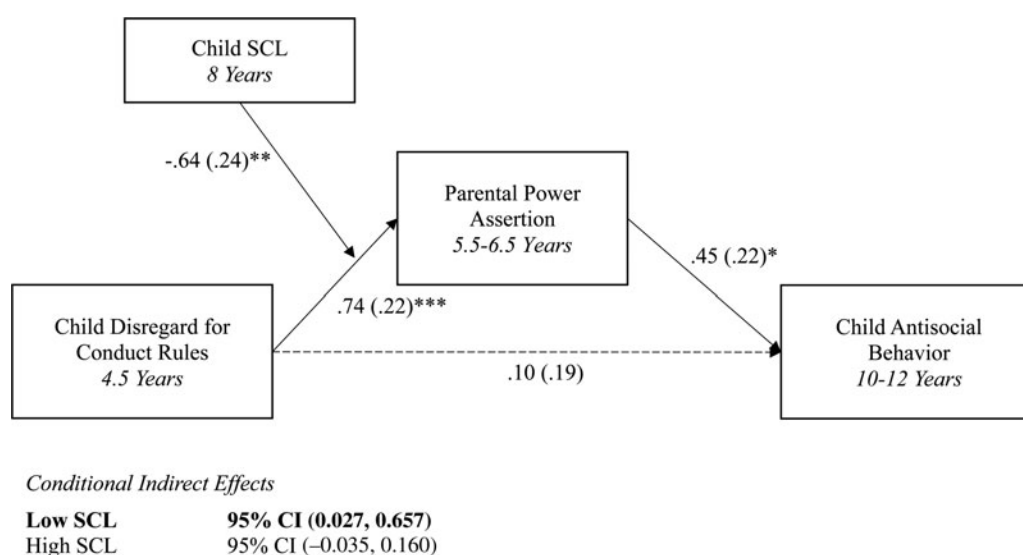 Child SCL
8 Years
-.64 (.24)**
Parental Power
Assertion
5.5-6.5 Years
.74 (.22)***
.45 (.22)*
Child Disregard for
Conduct Rules
4.5 Years
.10 (.19)
Child Antisocial
Behavior
10-12 Years
Conditional Indirect Effects
Low SCL 95% CI (0.027, 0.657)
High SCL 95% CI (–0.035, 0.160)